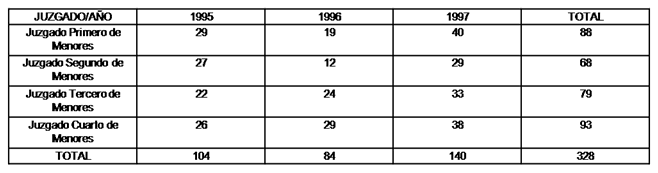 JUZGADO/AÑO 1995 1996 1997 TOTAL
Juzgado Primero de 29 19 40 88
Menores
Juzgado Segundo de 27 12 29 68
Menores
Juzgado Tercero de 22 24 33 79
Menores
Juzgado Cuarto de 26 29 38 93
Menores
TOTAL 104 84 140 328